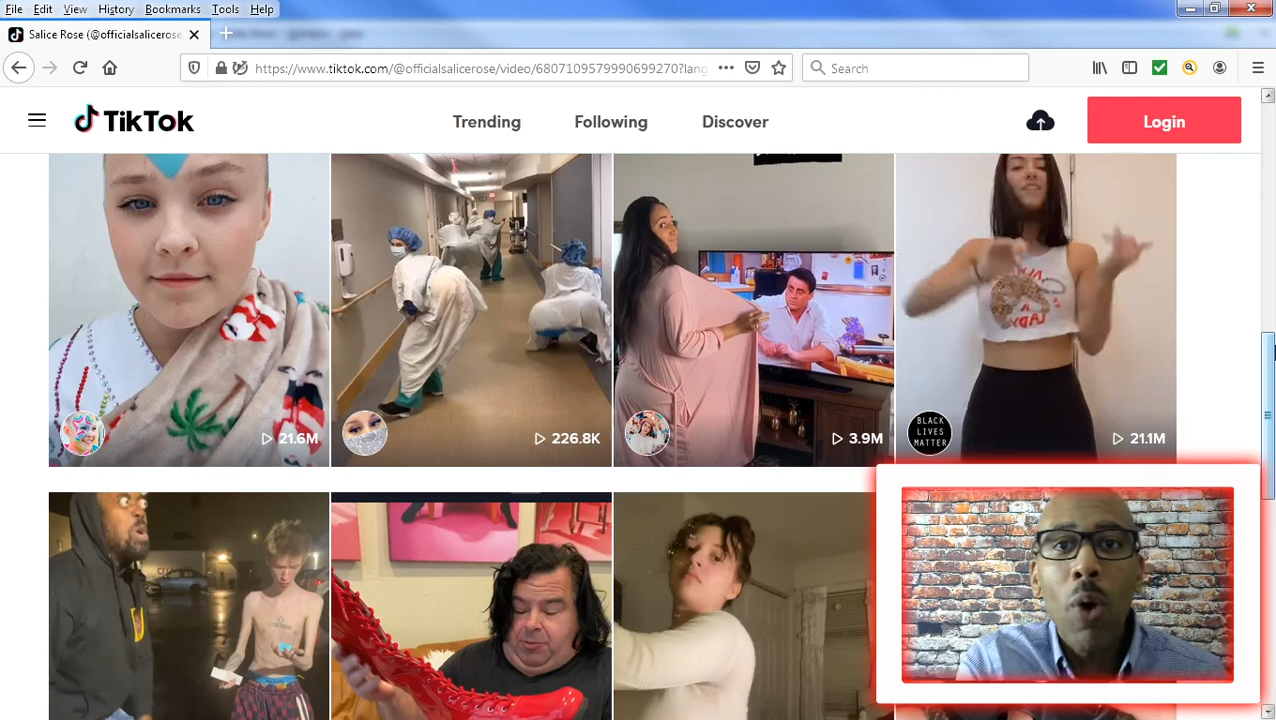 File Edit View History Bookmarks Tools Help
Salice Rose (@officialsalicerose
https://www.tiktok.com/@officialsalicerose/video/6807109579990699270?lang
Search
TikTok
Trending Following Discover
Login
21.6M
226.8K
3.9M
BLACK
LIVES
MATTER
21.1M